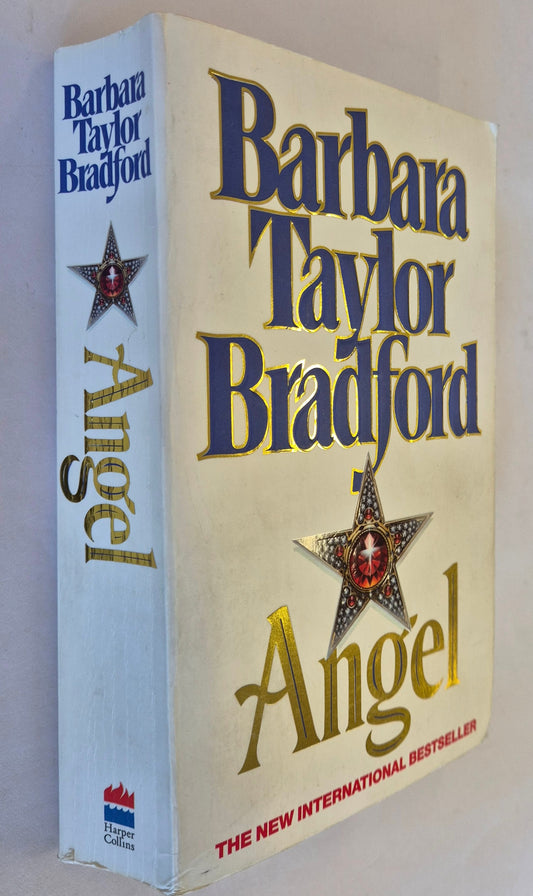 Barbara
Taylor
Bradford
Angel
Harper
Collins
Barbara
Taylor
Bradford
Angel
THE NEW INTERNATIONAL BESTSELLER